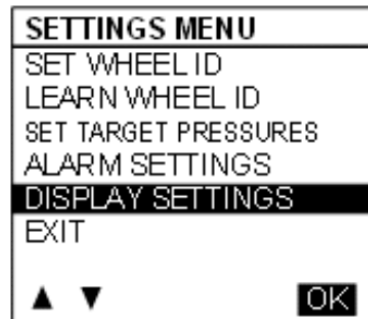 SETTINGS MENU
SET WHEEL ID
LEARN WHEEL ID
SET TARGET PRESSURES
ALARM SETTINGS
DISPLAY SETTINGS
EXIT
▲ ▼ OK